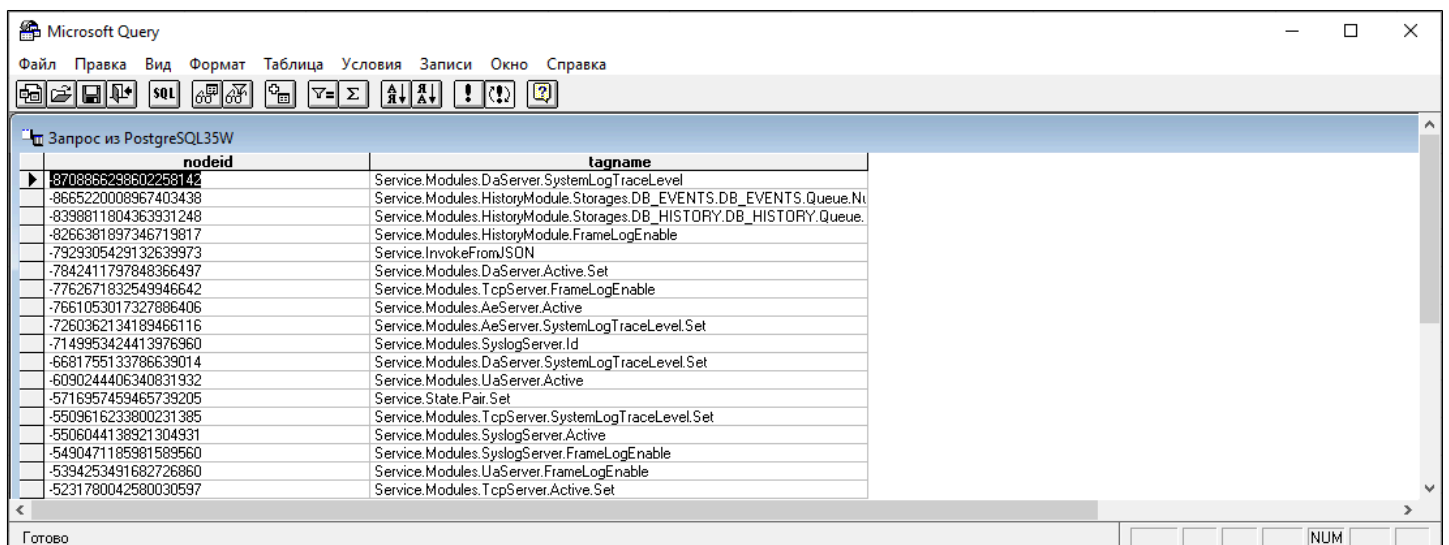 Microsoft Query
Файл Правка Вид Формат Таблица Условия Записи Окно Справка
SQL
Запрос из PostgreSQL35W
nodeid tagname
-8708866298602258142 Service.Modules.DaServer.SystemLogTraceLevel
-8665220008967403438 Service.Modules.HistoryModule.Storages.DB_EVENTS.DB_EVENTS.Queue.Nu
-8398811804363931248 Service.Modules.HistoryModule.Storages.DB_HISTORY.DB_HISTORY.Queue.
-8266381897346719817 Service.Modules.HistoryModule.FrameLogEnable
-7929305429132639973 Service.InvokeFromJSON
-7842411797848366497 Service.Modules.DaServer.Active.Set
-7762671832549946642 Service.Modules.TcpServer.FrameLogEnable
-7661053017327886406 Service.Modules.AeServer.Active
-7260362134189466116 Service.Modules.AeServer.SystemLogTraceLevel.Set
-7149953424413976960 Service.Modules.SyslogServer.Id
-6681755133786639014 Service.Modules.DaServer.SystemLogTraceLevel.Set
-6090244406340831932 Service.Modules.UaServer.Active
-5716957459465739205 Service.State.Pair.Set
-5509616233800231385 Service.Modules.TcpServer.SystemLogTraceLevel.Set
-5506044138921304931 Service.Modules.SyslogServer.Active
-5490471185981589560 Service.Modules.SyslogServer.FrameLogEnable
-5394253491682726860 Service.Modules.UaServer.FrameLogEnable
-5231780042580030597 Service.Modules.TcpServer.Active.Set
Готово NUM